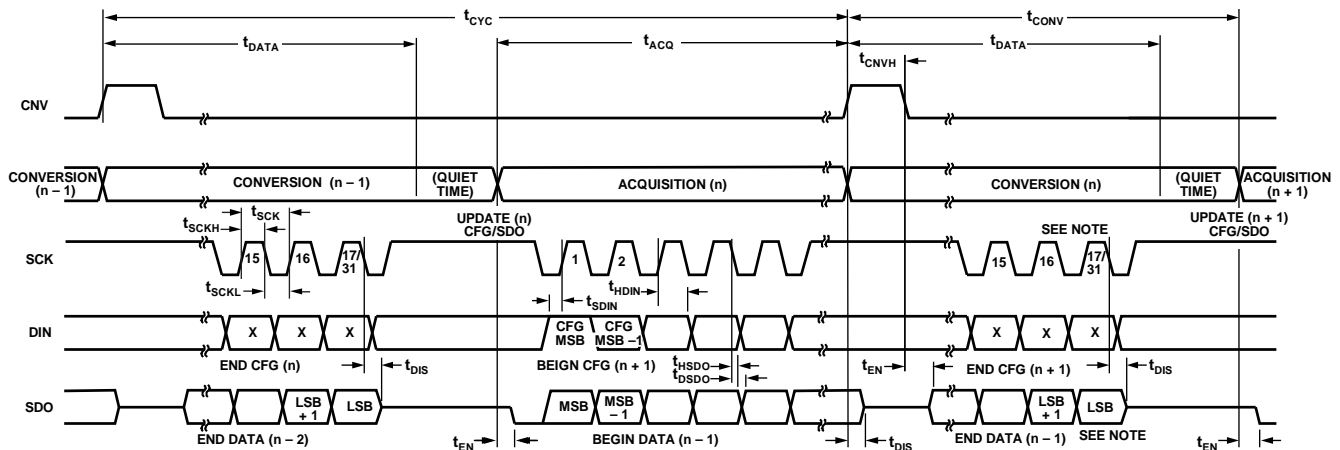 tCYC
tCONV
tDATA
tACQ
tDATA
tCNVH
CNV
CONVERSION
(n – 1)
CONVERSION (n – 1)
(QUIET
TIME)
ACQUISITION (n)
CONVERSION (n)
(QUIET
TIME)
ACQUISITION
(n + 1)
UPDATE (n)
CFG/SDO
UPDATE (n + 1)
CFG/SDO
tSCK
tSCKH
SEE NOTE
SCK
15
16
17/
31
1
2
15
16
17/
31
tSCKL
tHDIN
tSDIN
DIN
X
X
X
CFG
MSB
CFG
MSB –1
X
X
X
END CFG (n)
tDIS
BEIGN CFG (n + 1)
tHSDO
tDSDO
tEN
END CFG (n + 1)
tDIS
SDO
LSB
+ 1
LSB
MSB
MSB
–1
LSB
+ 1
LSB
END DATA (n – 2)
tEN
BEGIN DATA (n – 1)
tDIS
END DATA (n – 1)
SEE NOTE
tEN